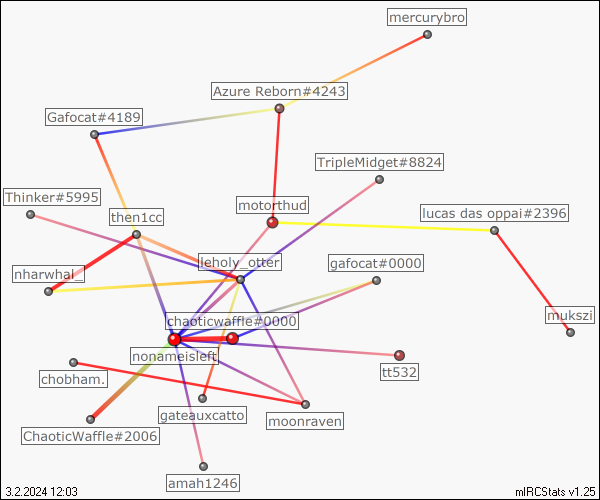 mercurybro
Azure Reborn#4243
Gafocat#4189
TripleMidget#8824
Thinker#5995
motorthud
lucas das oppai#2396
then1cc
leholy_otter
gafocat#0000
nharwhal_|
chaoticwaffle#0000
mukszi
nonameisleft
tt532
chobham.
gateauxcatto
moonraven
ChaoticWaffle#2006
amah1246
3.2.2024 12:03
mIRCStats v1.25